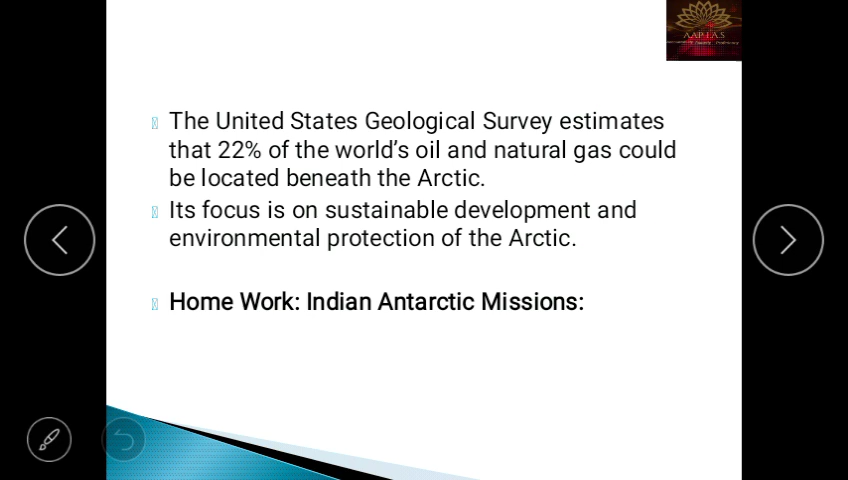 AAP I.A.S
The United States Geological Survey estimates
that 22% of the world’s oil and natural gas could
be located beneath the Arctic.
Its focus is on sustainable development and
environmental protection of the Arctic.
Home Work: Indian Antarctic Missions: